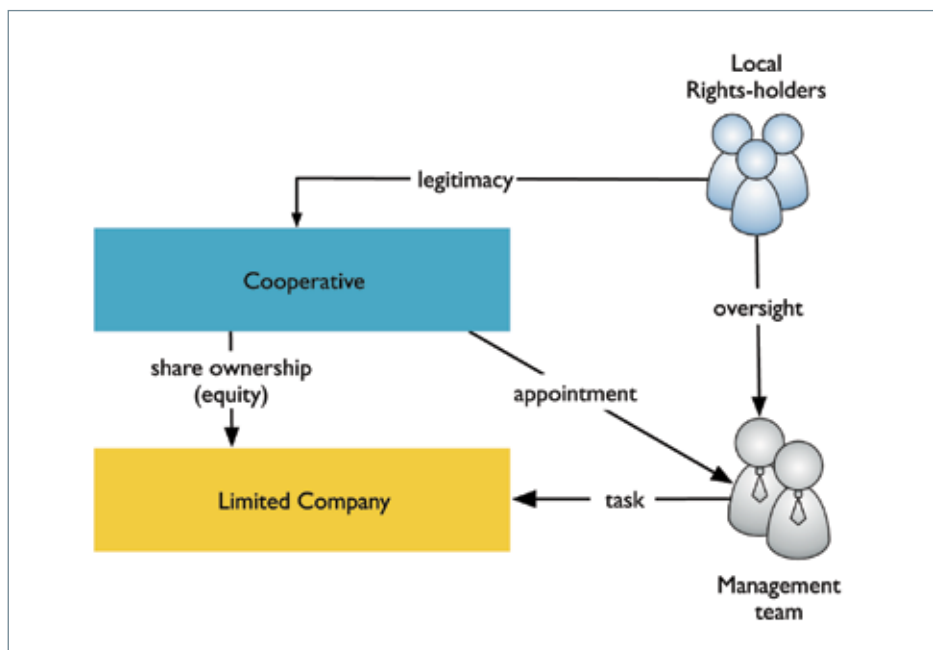 Local
Rights-holders
legitimacy
Cooperative
oversight
share ownership
(equity)
appointment
Limited Company
task
Management
team